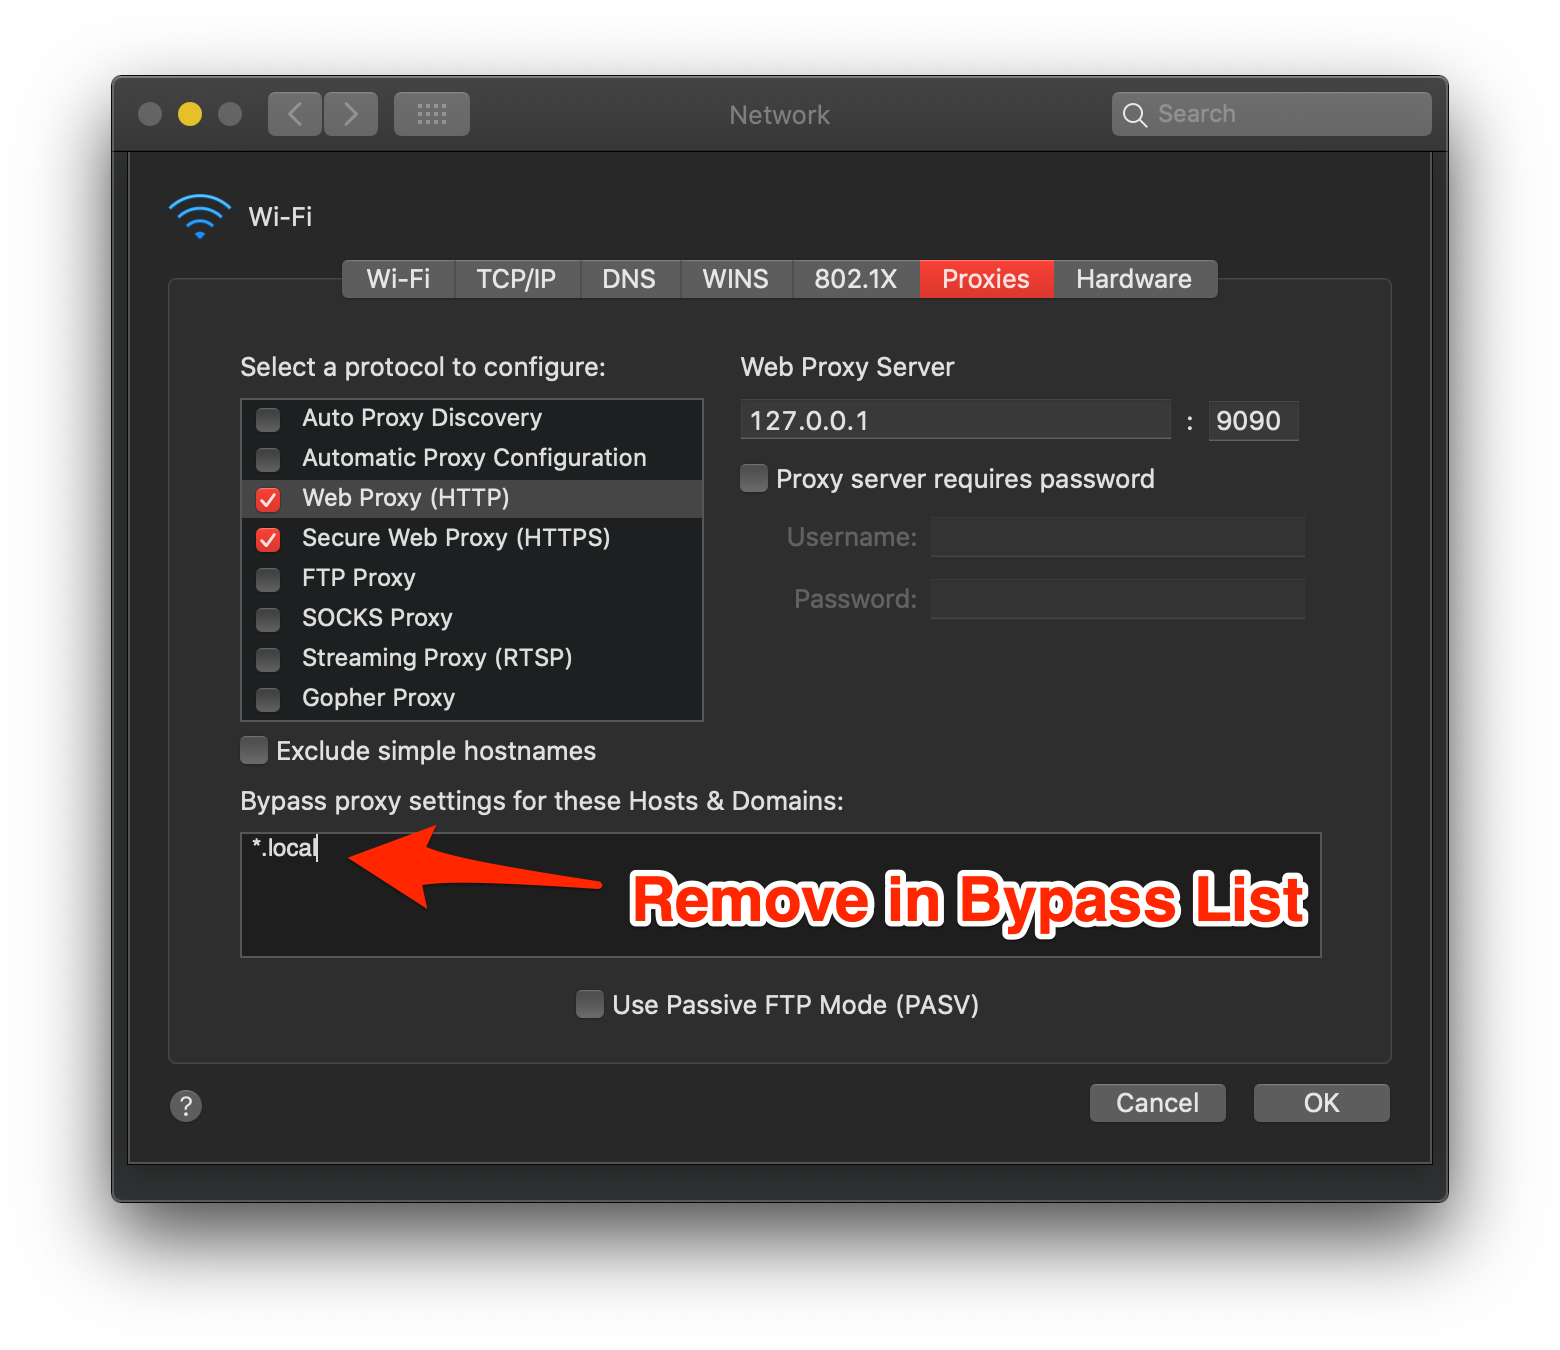 Network
Search
Wi-Fi
Wi-Fi TCP/IP DNS WINS 802.1X Proxies Hardware
Select a protocol to configure:
Auto Proxy Discovery
Automatic Proxy Configuration
Web Proxy (HTTP)
Secure Web Proxy (HTTPS)
FTP Proxy
SOCKS Proxy
Streaming Proxy (RTSP)
Gopher Proxy
Web Proxy Server
127.0.0.1 : 9090
Proxy server requires password
Username:
Password:
Exclude simple hostnames
Bypass proxy settings for these Hosts & Domains:
*.local
Remove in Bypass List
Use Passive FTP Mode (PASV)
?
Cancel OK